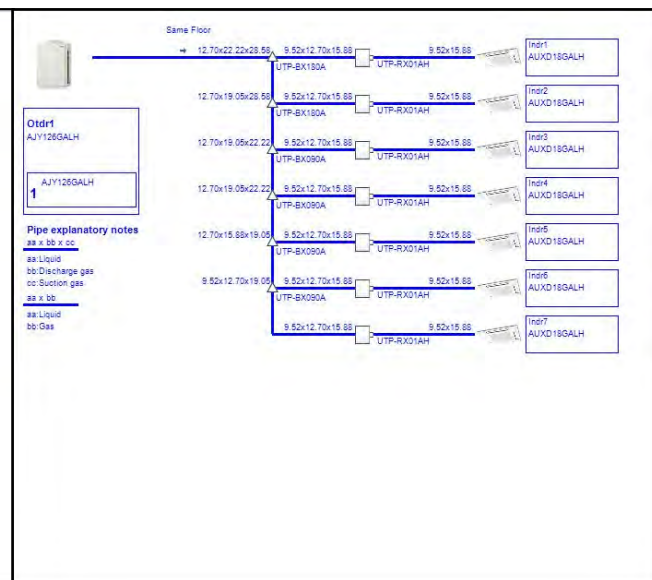 Same Floor
⇒ 12.70x22.22x28.58 9.52x12.70x15.88 9.52x15.88 Indr1
UTP-BX180A UTP-RX01AH AUXD18GALH
12.70x19.05x28.58 9.52x12.70x15.88 9.52x15.88 Indr2
UTP-BX180A UTP-RX01AH AUXD18GALH
Otdr1
AJY126GALH
12.70x19.05x22.22 9.52x12.70x15.88 9.52x15.88 Indr3
UTP-BX090A UTP-RX01AH AUXD18GALH
AJY126GALH
1
12.70x19.05x22.22 9.52x12.70x15.88 9.52x15.88 Indr4
UTP-BX090A UTP-RX01AH AUXD18GALH
Pipe explanatory notes
aa x bb x cc
aa:Liquid
bb:Discharge gas
cc:Suction gas
aa x bb
aa:Liquid
bb:Gas
12.70x15.88x19.05 9.52x12.70x15.88 9.52x15.88 Indr5
UTP-BX090A UTP-RX01AH AUXD18GALH
9.52x12.70x19.05 9.52x12.70x15.88 9.52x15.88 Indr6
UTP-BX090A UTP-RX01AH AUXD18GALH
9.52x12.70x15.88 9.52x15.88 Indr7
UTP-RX01AH AUXD18GALH